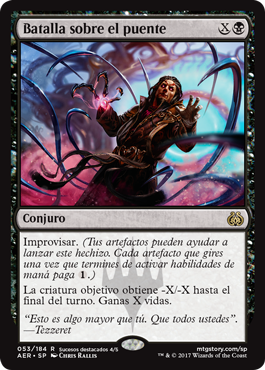 Batalla sobre el puente X
Conjuro
Improvisar. (Tus artefactos pueden ayudar a
lanzar este hechizo. Cada artefacto que gires
una vez que termines de activar habilidades de
maná paga 1.)
La criatura objetivo obtiene -X/-X hasta el
final del turno. Ganas X vidas.
“Esto es algo mayor que tú. Que todos ustedes”.
—Tezzeret
053/184 R Sucesos destacados 4/5 mtgstory.com/sp
AER • SP CHRIS RALLIS ™ & © 2017 Wizards of the Coast